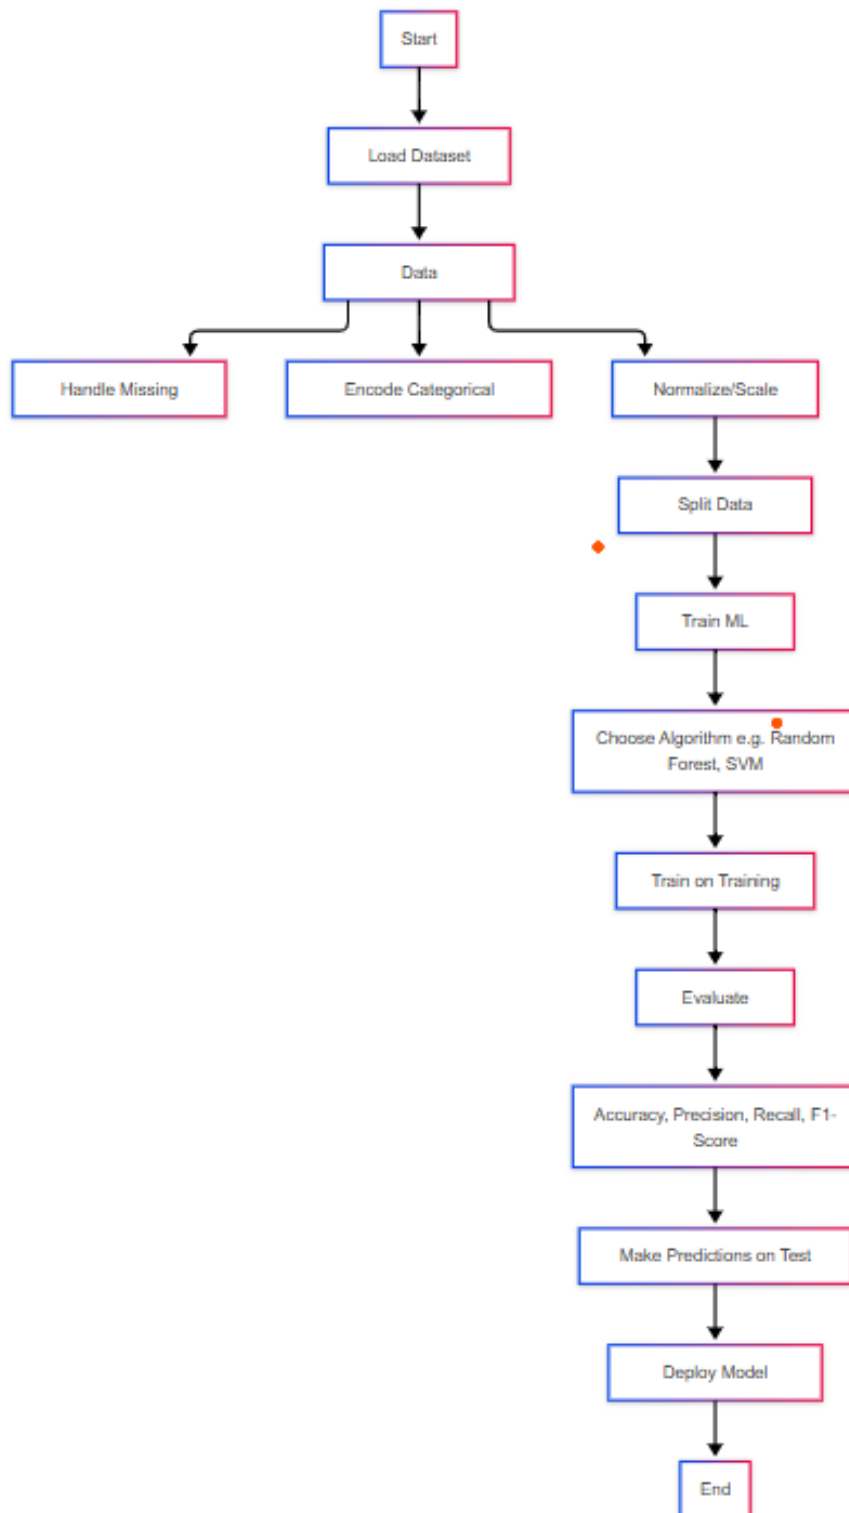 Start
Load Dataset
Data
Handle Missing
Encode Categorical
Normalize/Scale
Split Data
Train ML
Choose Algorithm e.g. Random
Forest, SVM
Train on Training
Evaluate
Accuracy, Precision, Recall, F1-
Score
Make Predictions on Test
Deploy Model
End